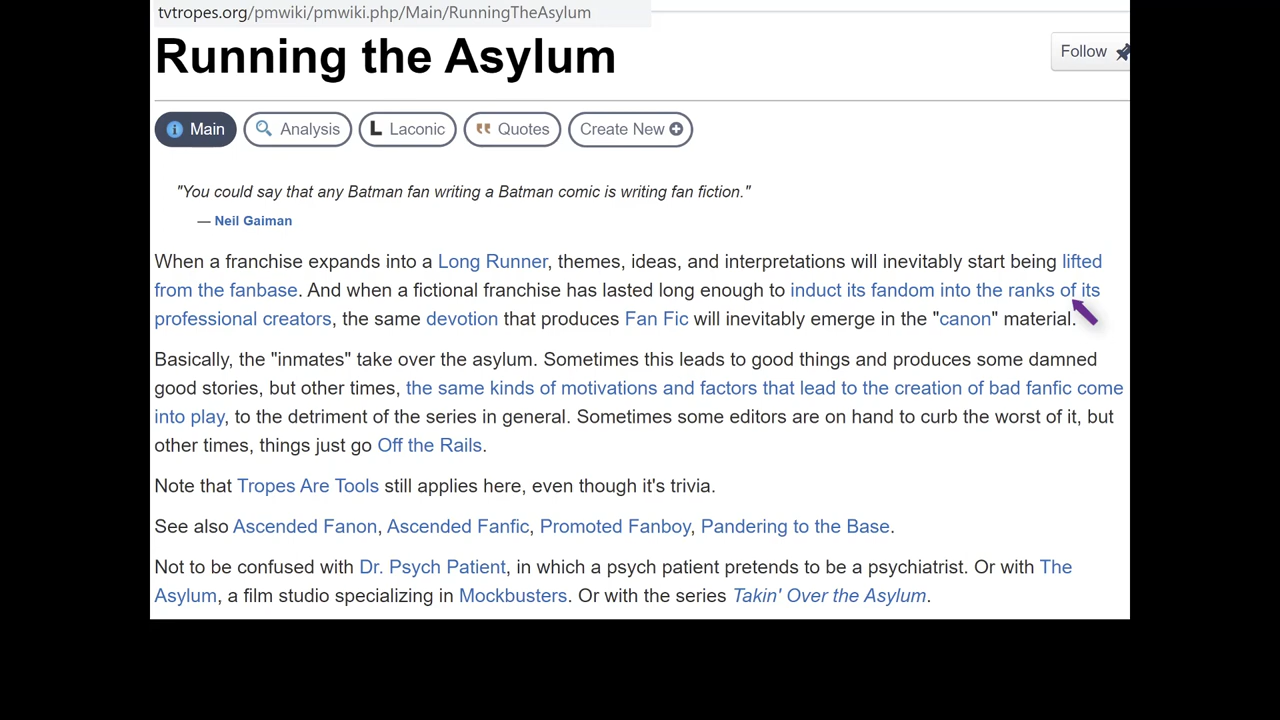 tvtropes.org/pmwiki/pmwiki.php/Main/RunningTheAsylum
Running the Asylum
Follow
Main Analysis Laconic Quotes Create New
"You could say that any Batman fan writing a Batman comic is writing fan fiction."
— Neil Gaiman
When a franchise expands into a Long Runner, themes, ideas, and interpretations will inevitably start being lifted
from the fanbase. And when a fictional franchise has lasted long enough to induct its fandom into the ranks of its
professional creators, the same devotion that produces Fan Fic will inevitably emerge in the "canon" material.
Basically, the "inmates" take over the asylum. Sometimes this leads to good things and produces some damned
good stories, but other times, the same kinds of motivations and factors that lead to the creation of bad fanfic come
into play, to the detriment of the series in general. Sometimes some editors are on hand to curb the worst of it, but
other times, things just go Off the Rails.
Note that Tropes Are Tools still applies here, even though it's trivia.
See also Ascended Fanon, Ascended Fanfic, Promoted Fanboy, Pandering to the Base.
Not to be confused with Dr. Psych Patient, in which a psych patient pretends to be a psychiatrist. Or with The
Asylum, a film studio specializing in Mockbusters. Or with the series Takin' Over the Asylum.